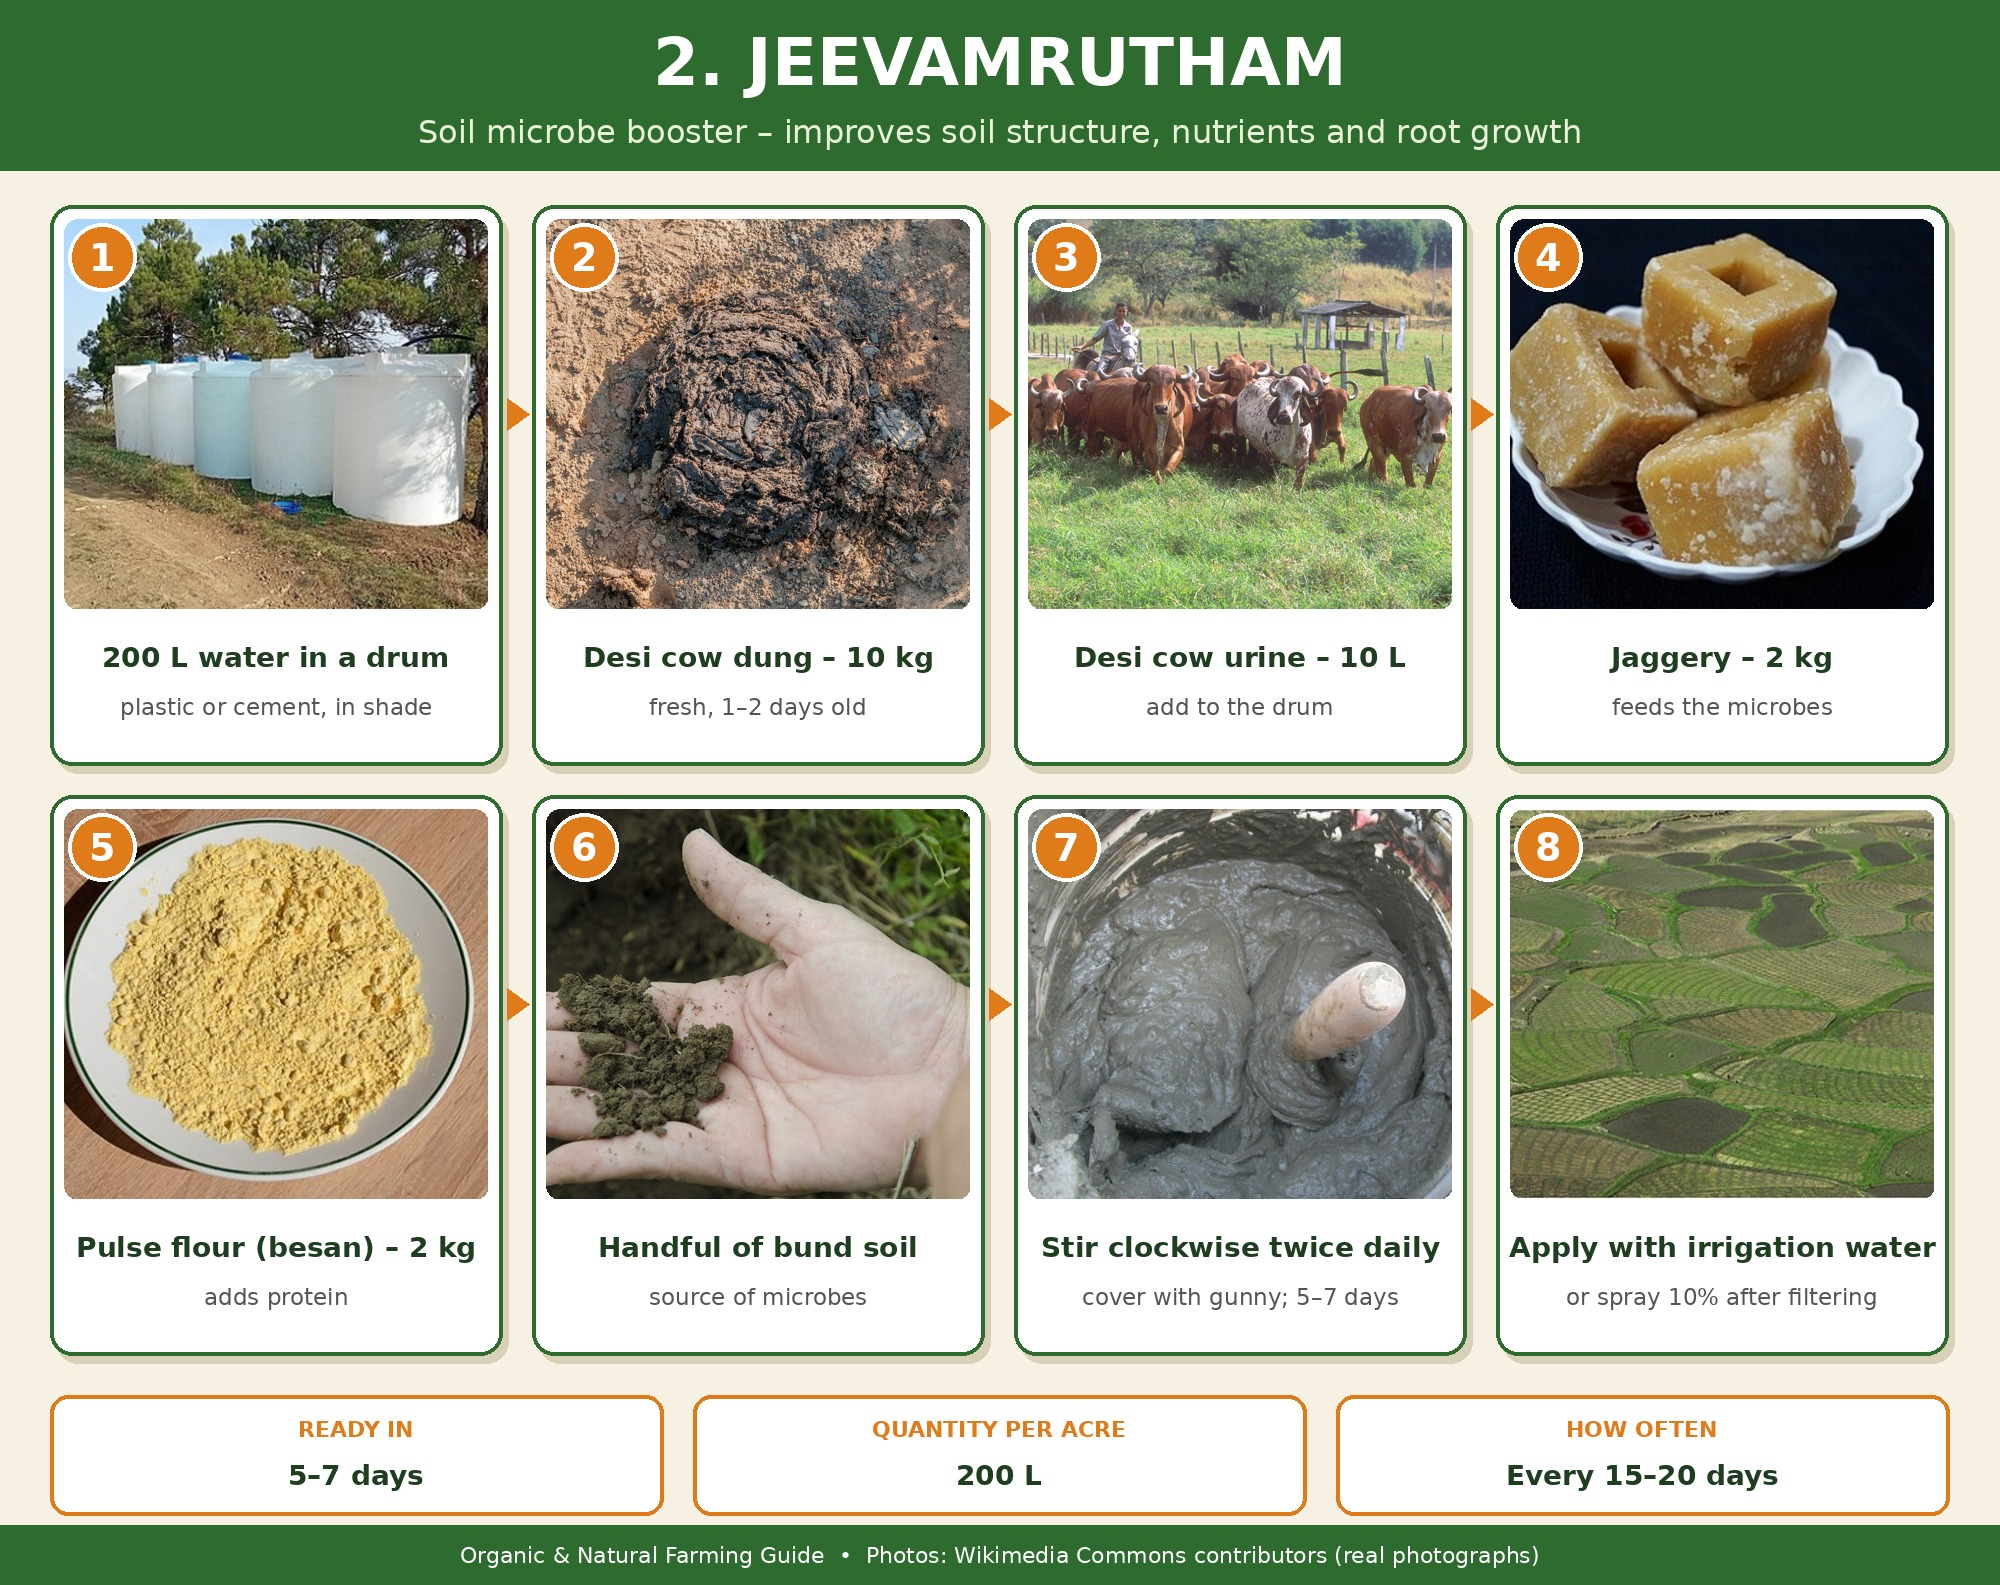 2. JEEVAMRUTHAM
Soil microbe booster – improves soil structure, nutrients and root growth
1
2
3
4
200 L water in a drum
plastic or cement, in shade
Desi cow dung – 10 kg
fresh, 1–2 days old
Desi cow urine – 10 L
add to the drum
Jaggery – 2 kg
feeds the microbes
5
6
7
8
Pulse flour (besan) – 2 kg
adds protein
Handful of bund soil
source of microbes
Stir clockwise twice daily
cover with gunny; 5–7 days
Apply with irrigation water
or spray 10% after filtering
READY IN
5–7 days
QUANTITY PER ACRE
200 L
HOW OFTEN
Every 15–20 days
Organic & Natural Farming Guide • Photos: Wikimedia Commons contributors (real photographs)